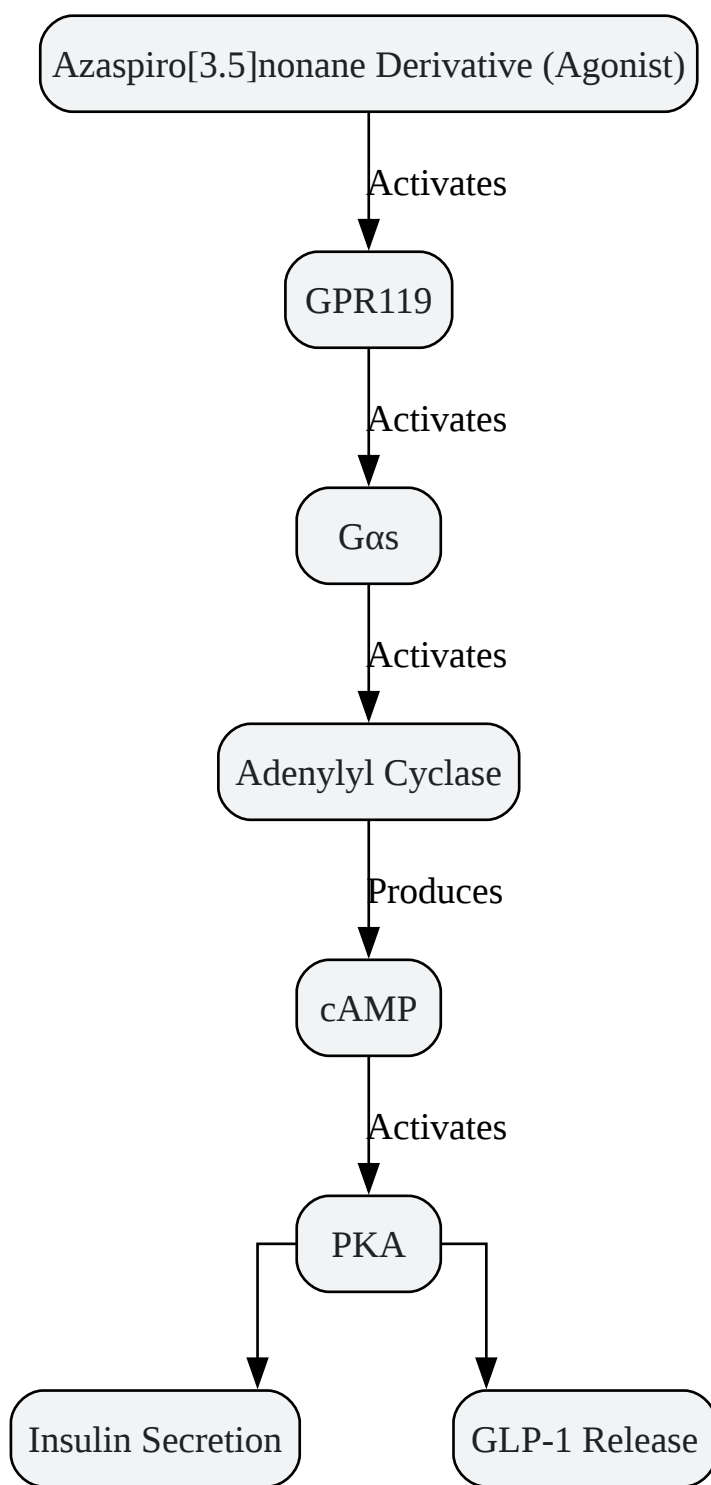 Azaspiro[3.5]nonane Derivative (Agonist)
Activates
GPR119
Activates
Gαs
Activates
Adenylyl Cyclase
Produces
cAMP
Activates
PKA
Insulin Secretion
GLP-1 Release